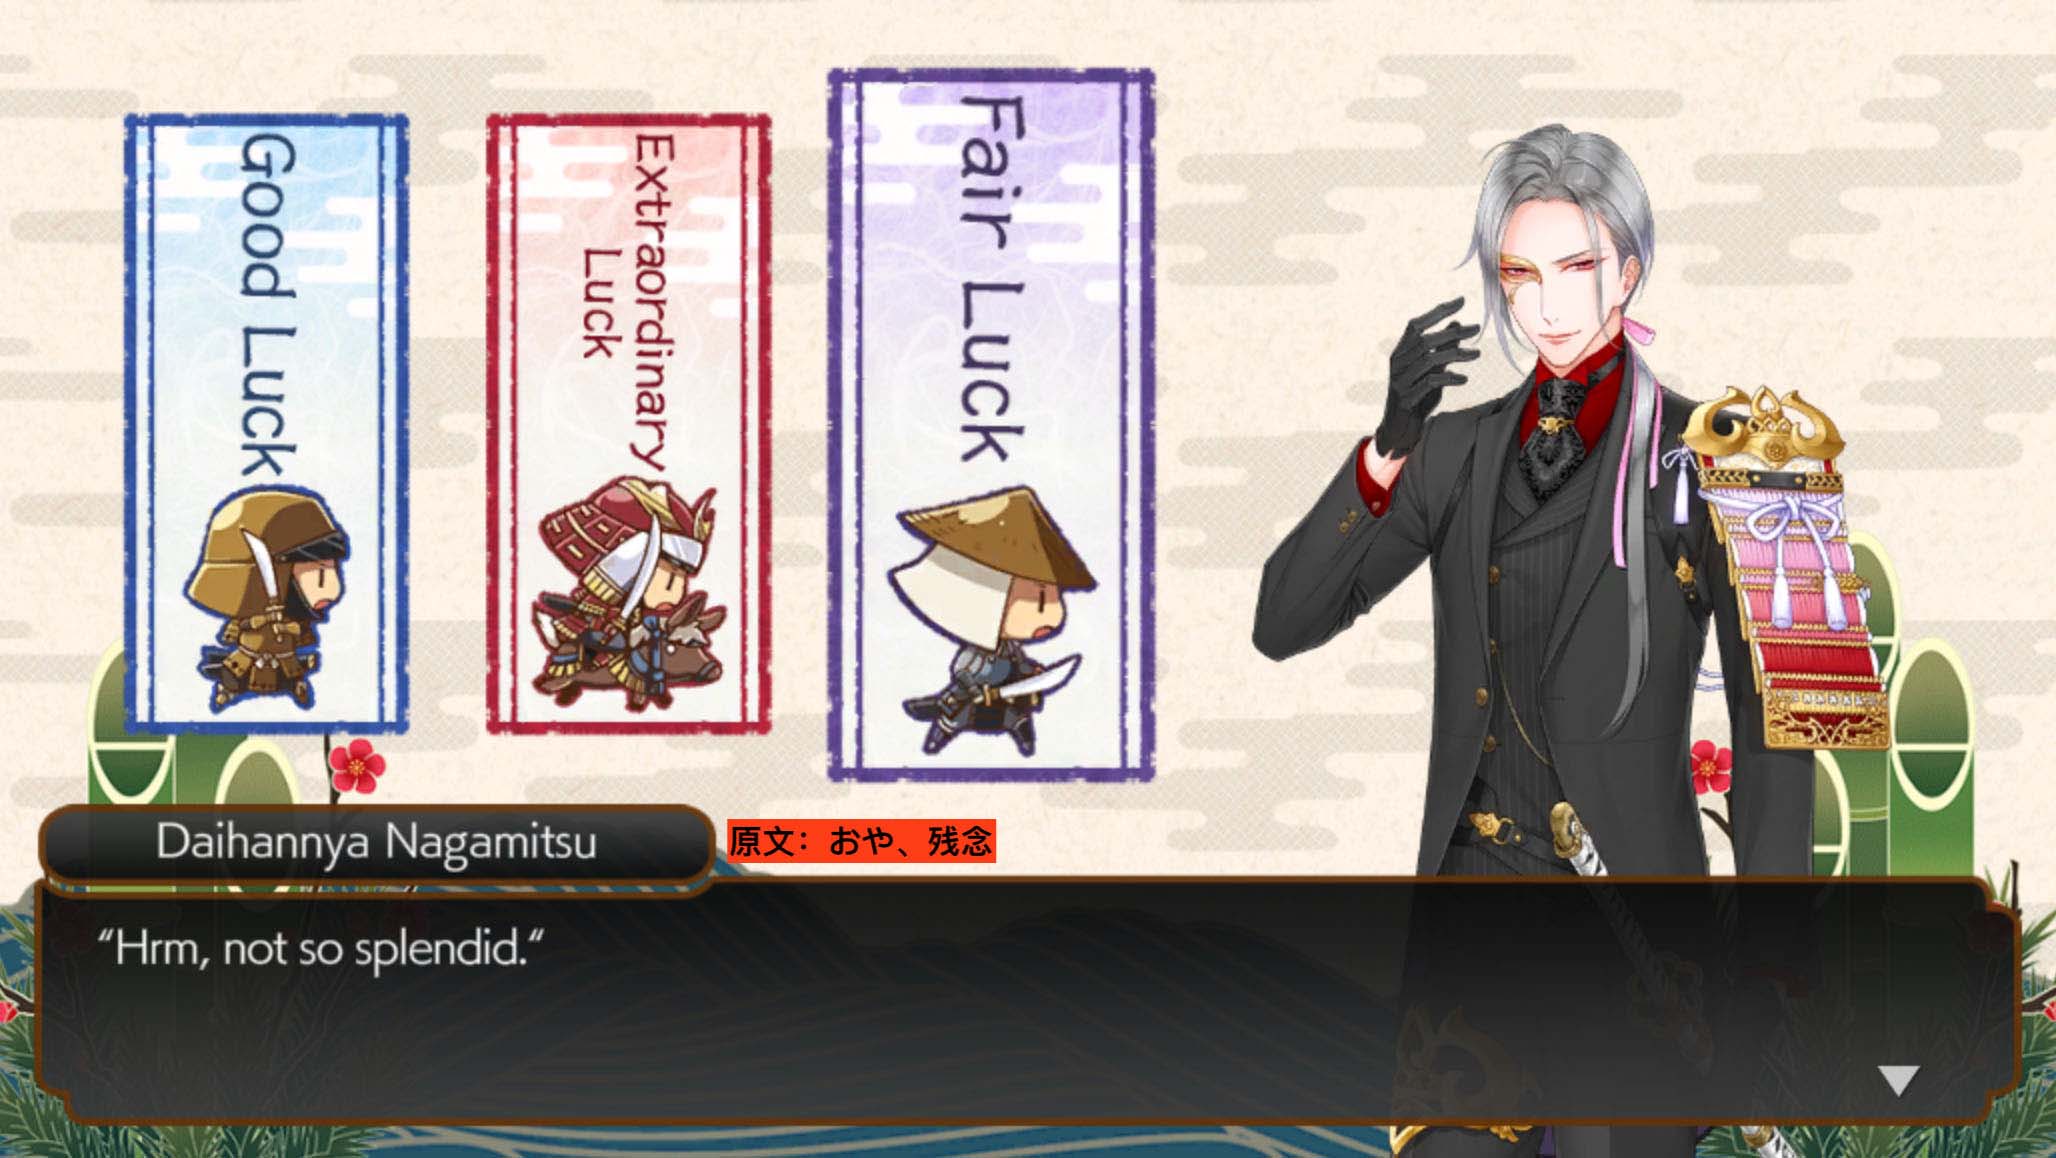 Good Luck
Extraordinary
Luck
Fair Luck
Daihannya Nagamitsu
原文：おや、残念
“Hrm, not so splendid.“